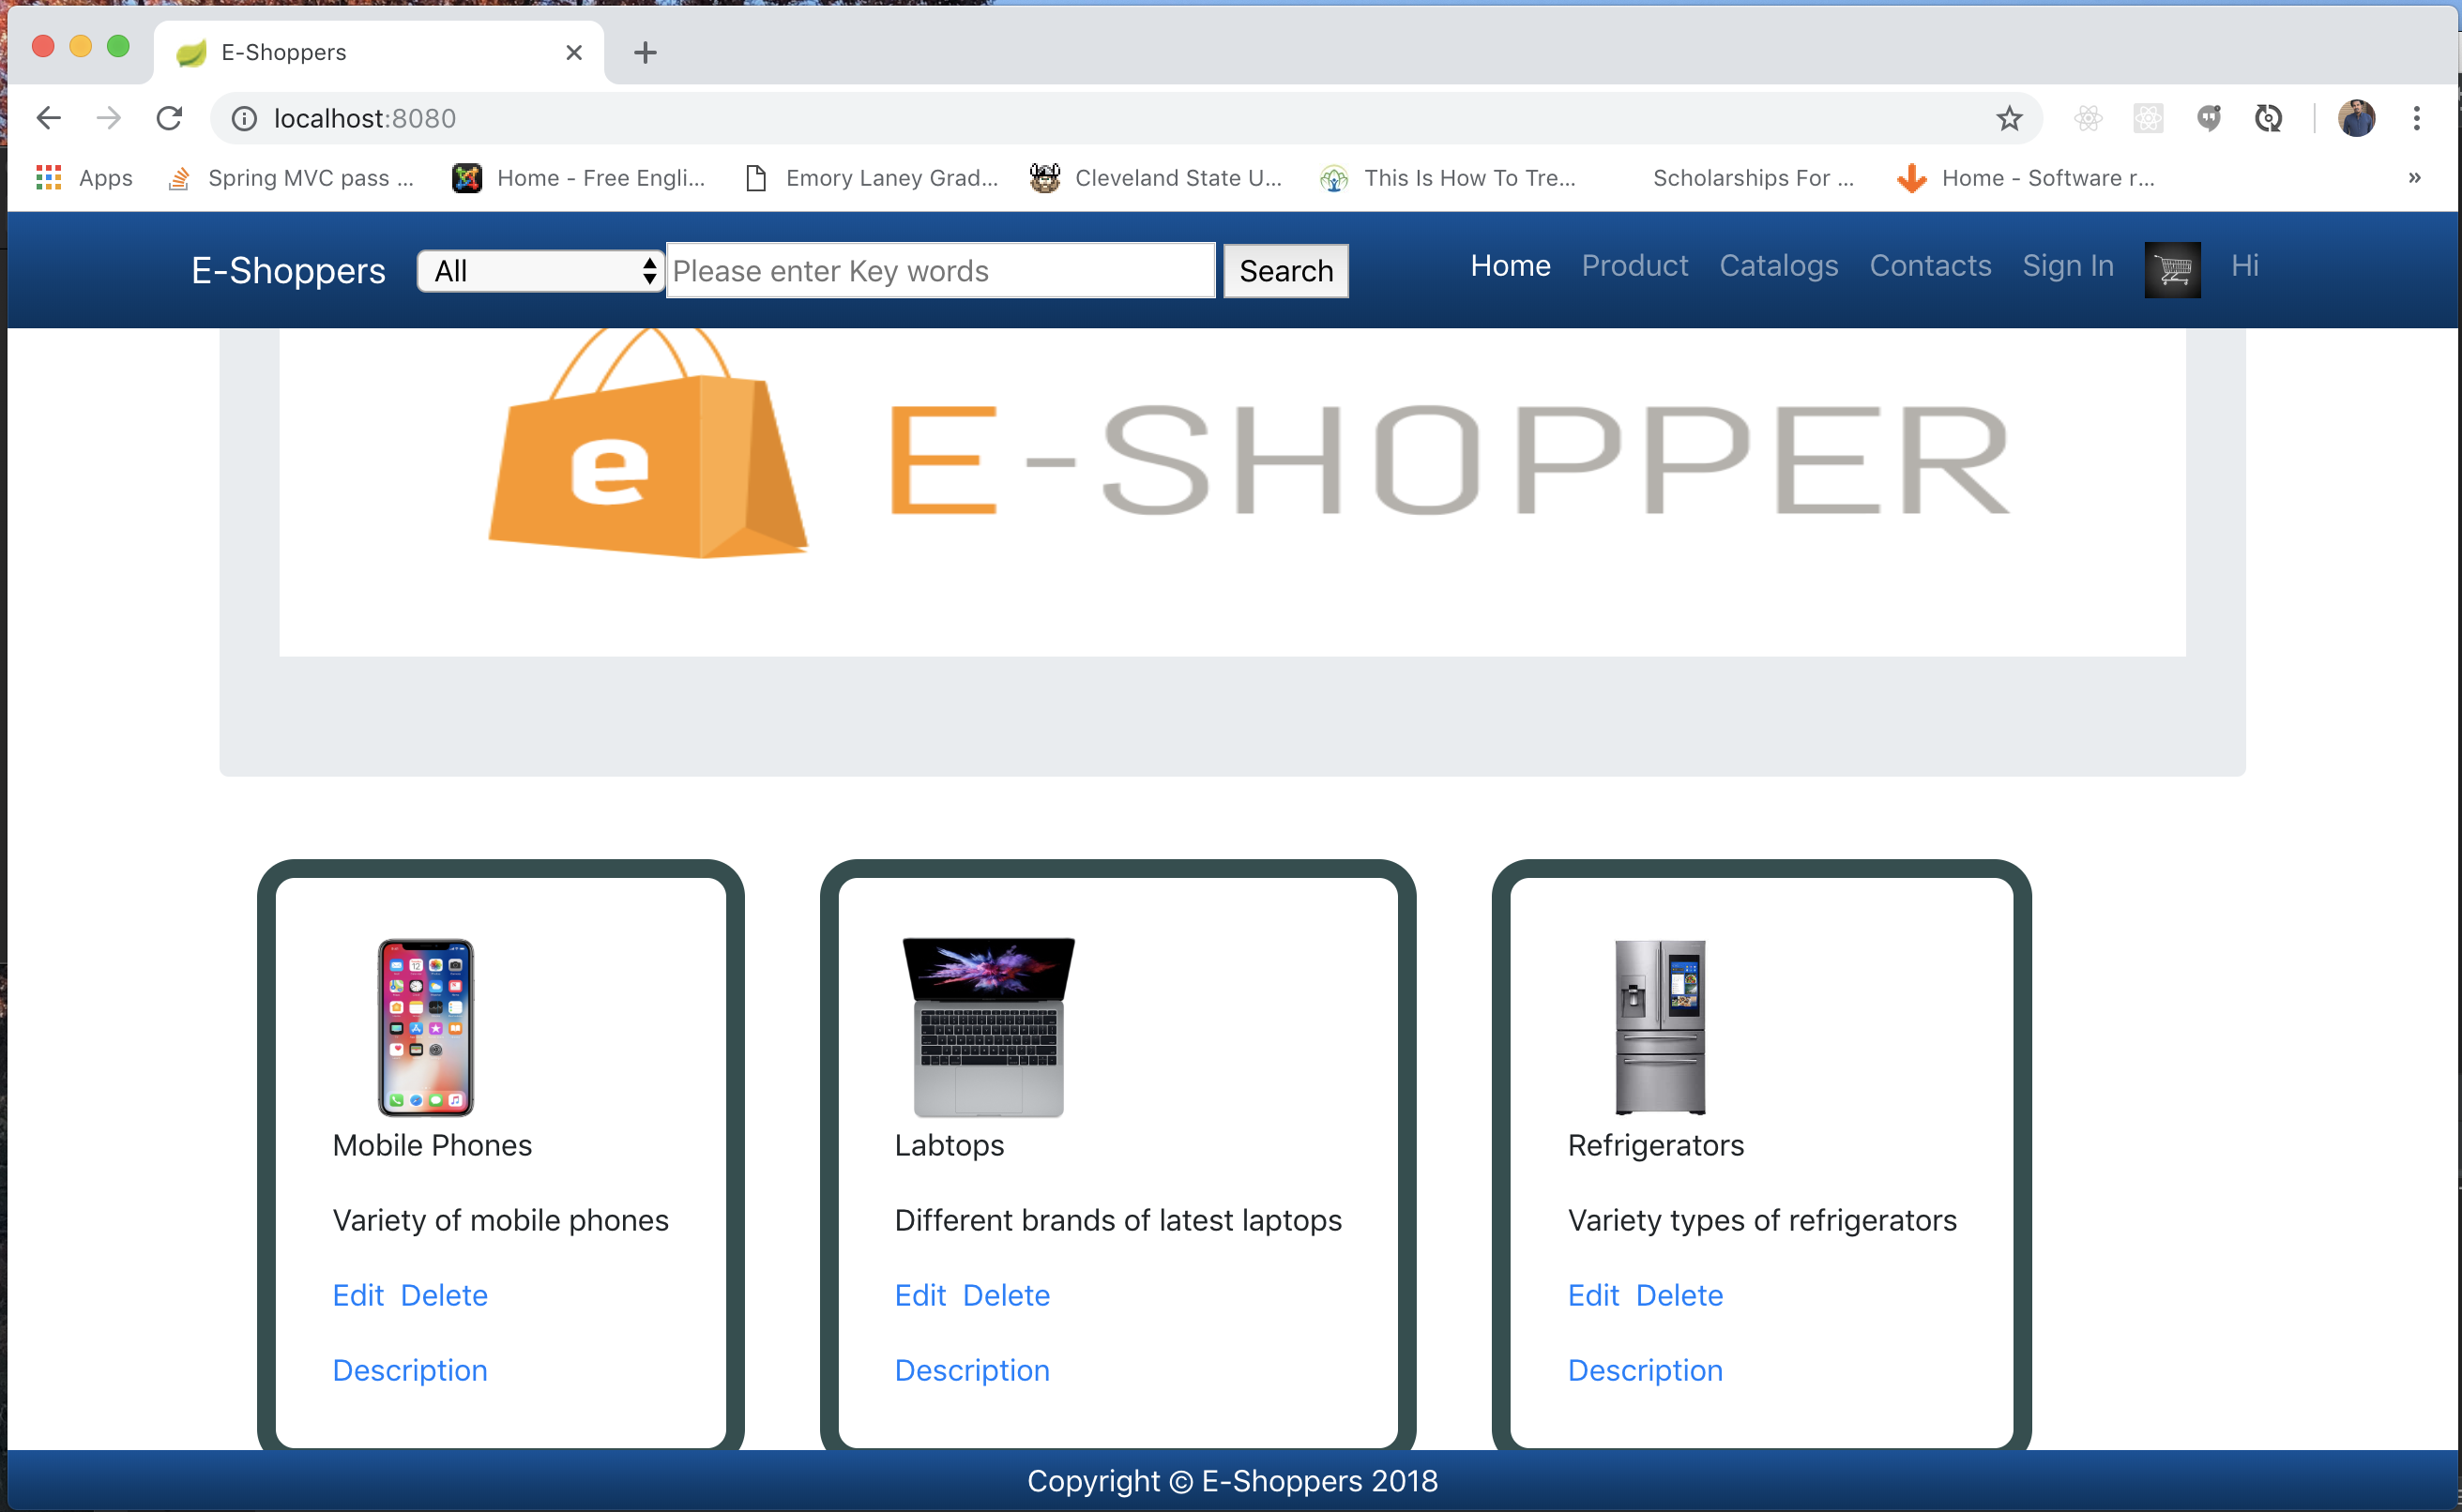 E-Shoppers
localhost:8080
Apps
Spring MVC pass ...
Home - Free Engli...
Emory Laney Grad...
Cleveland State U...
This Is How To Tre...
Scholarships For ...
Home - Software r...
»
E-Shoppers
All
Please enter Key words
Search
Home
Product
Catalogs
Contacts
Sign In
Hi
e
E-SHOPPER
Mobile Phones
Labtops
Refrigerators
Variety of mobile phones
Different brands of latest laptops
Variety types of refrigerators
Edit Delete
Edit Delete
Edit Delete
Description
Description
Description
Copyright © E-Shoppers 2018